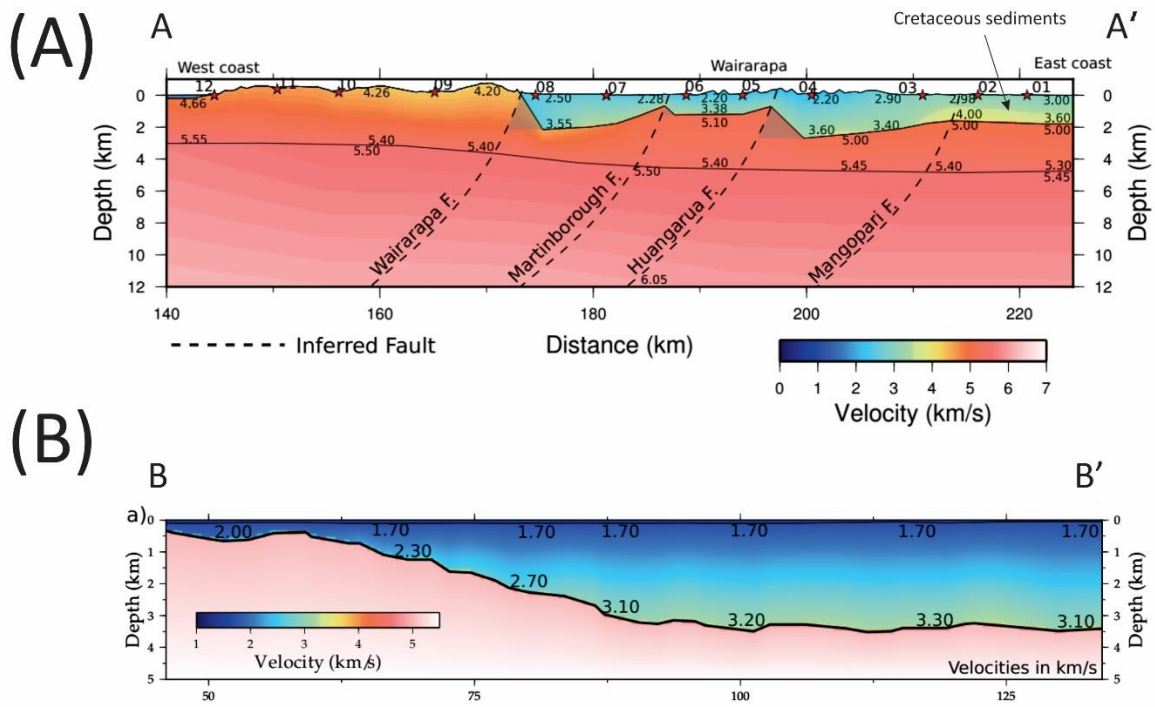 (A)
A
Cretaceous sediments
A'
West coast
Wairarapa
East coast
12 11 10 09 08 07 06 05 04 03 02 01
4.66 4.26 4.20 2.50 2.28 2.20 2.20 2.90 2.98 3.00
3.55 3.38 5.10 3.60 3.40 5.00 4.00 5.00 3.60 5.00
5.55 5.40 5.50 5.40 5.50 5.40 5.45 5.40 5.30 5.45
Wairarapa F.
Martinborough F.
Huangarua F.
Mangopari F.
6.05
Depth (km)
0 2 4 6 8 10 12
Depth (km)
0 2 4 6 8 10 12
140 160 180 200 220
Inferred Fault
Distance (km)
0 1 2 3 4 5 6 7
Velocity (km/s)
(B)
B
B'
a)
2.00 1.70 1.70 1.70 1.70 1.70 1.70
2.30
2.70
3.10 3.20 3.30 3.10
Depth (km)
0 1 2 3 4 5
Depth (km)
0 1 2 3 4 5
1 2 3 4 5
Velocity (km/s)
Velocities in km/s
50 75 100 125